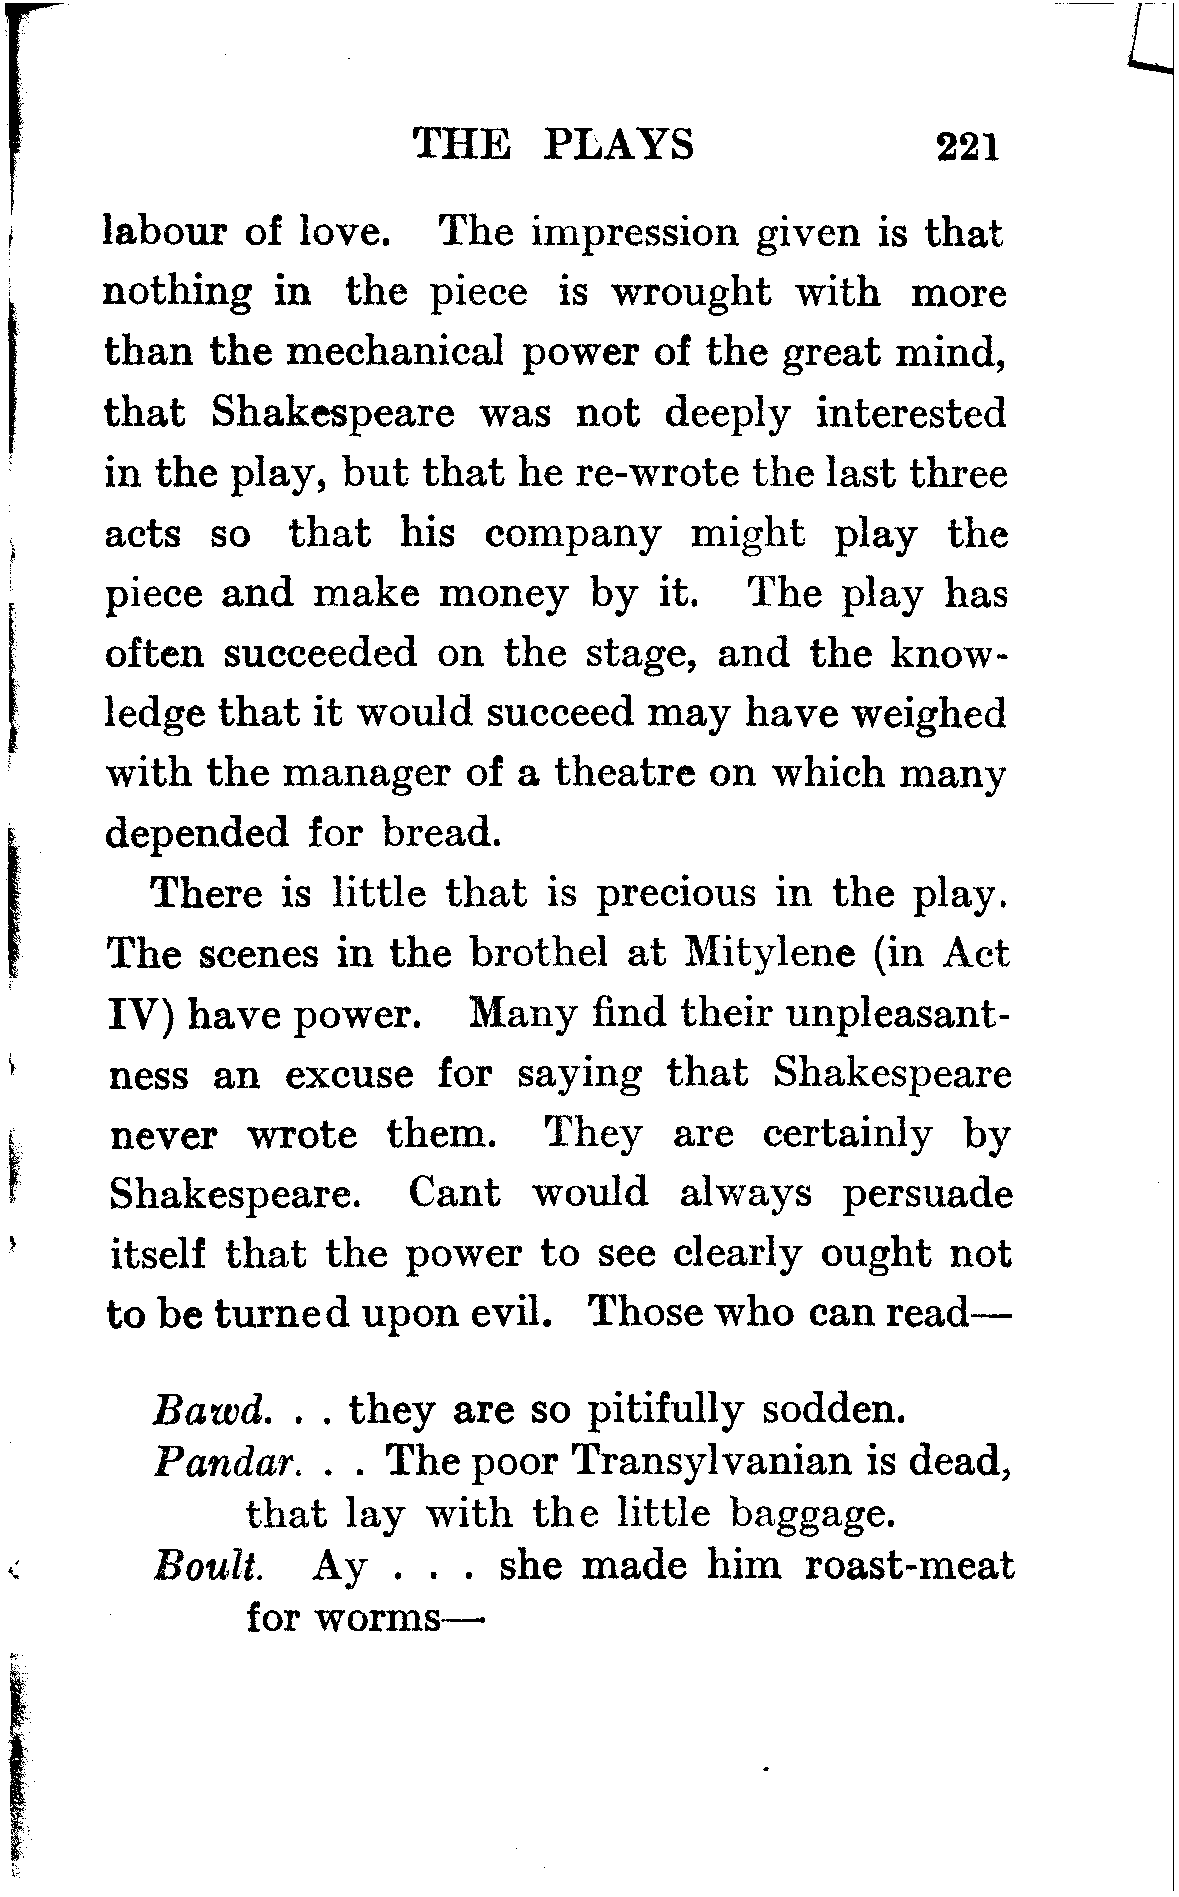 THE PLAYS 221
labour of love. The impression given is that
nothing in the piece is wrought with more
than the mechanical power of the great mind,
that Shakespeare was not deeply interested
in the play, but that he re-wrote the last three
acts so that his company might play the
piece and make money by it. The play has
often succeeded on the stage, and the know-
ledge that it would succeed may have weighed
with the manager of a theatre on which many
depended for bread.
There is little that is precious in the play.
The scenes in the brothel at Mitylene (in Act
IV) have power. Many find their unpleasant-
ness an excuse for saying that Shakespeare
never wrote them. They are certainly by
Shakespeare. Cant would always persuade
itself that the power to see clearly ought not
to be turned upon evil. Those who can read—
Bawd. . . they are so pitifully sodden.
Pandar. . . The poor Transylvanian is dead,
that lay with the little baggage.
Boult. Ay . . . she made him roast-meat
for worms—